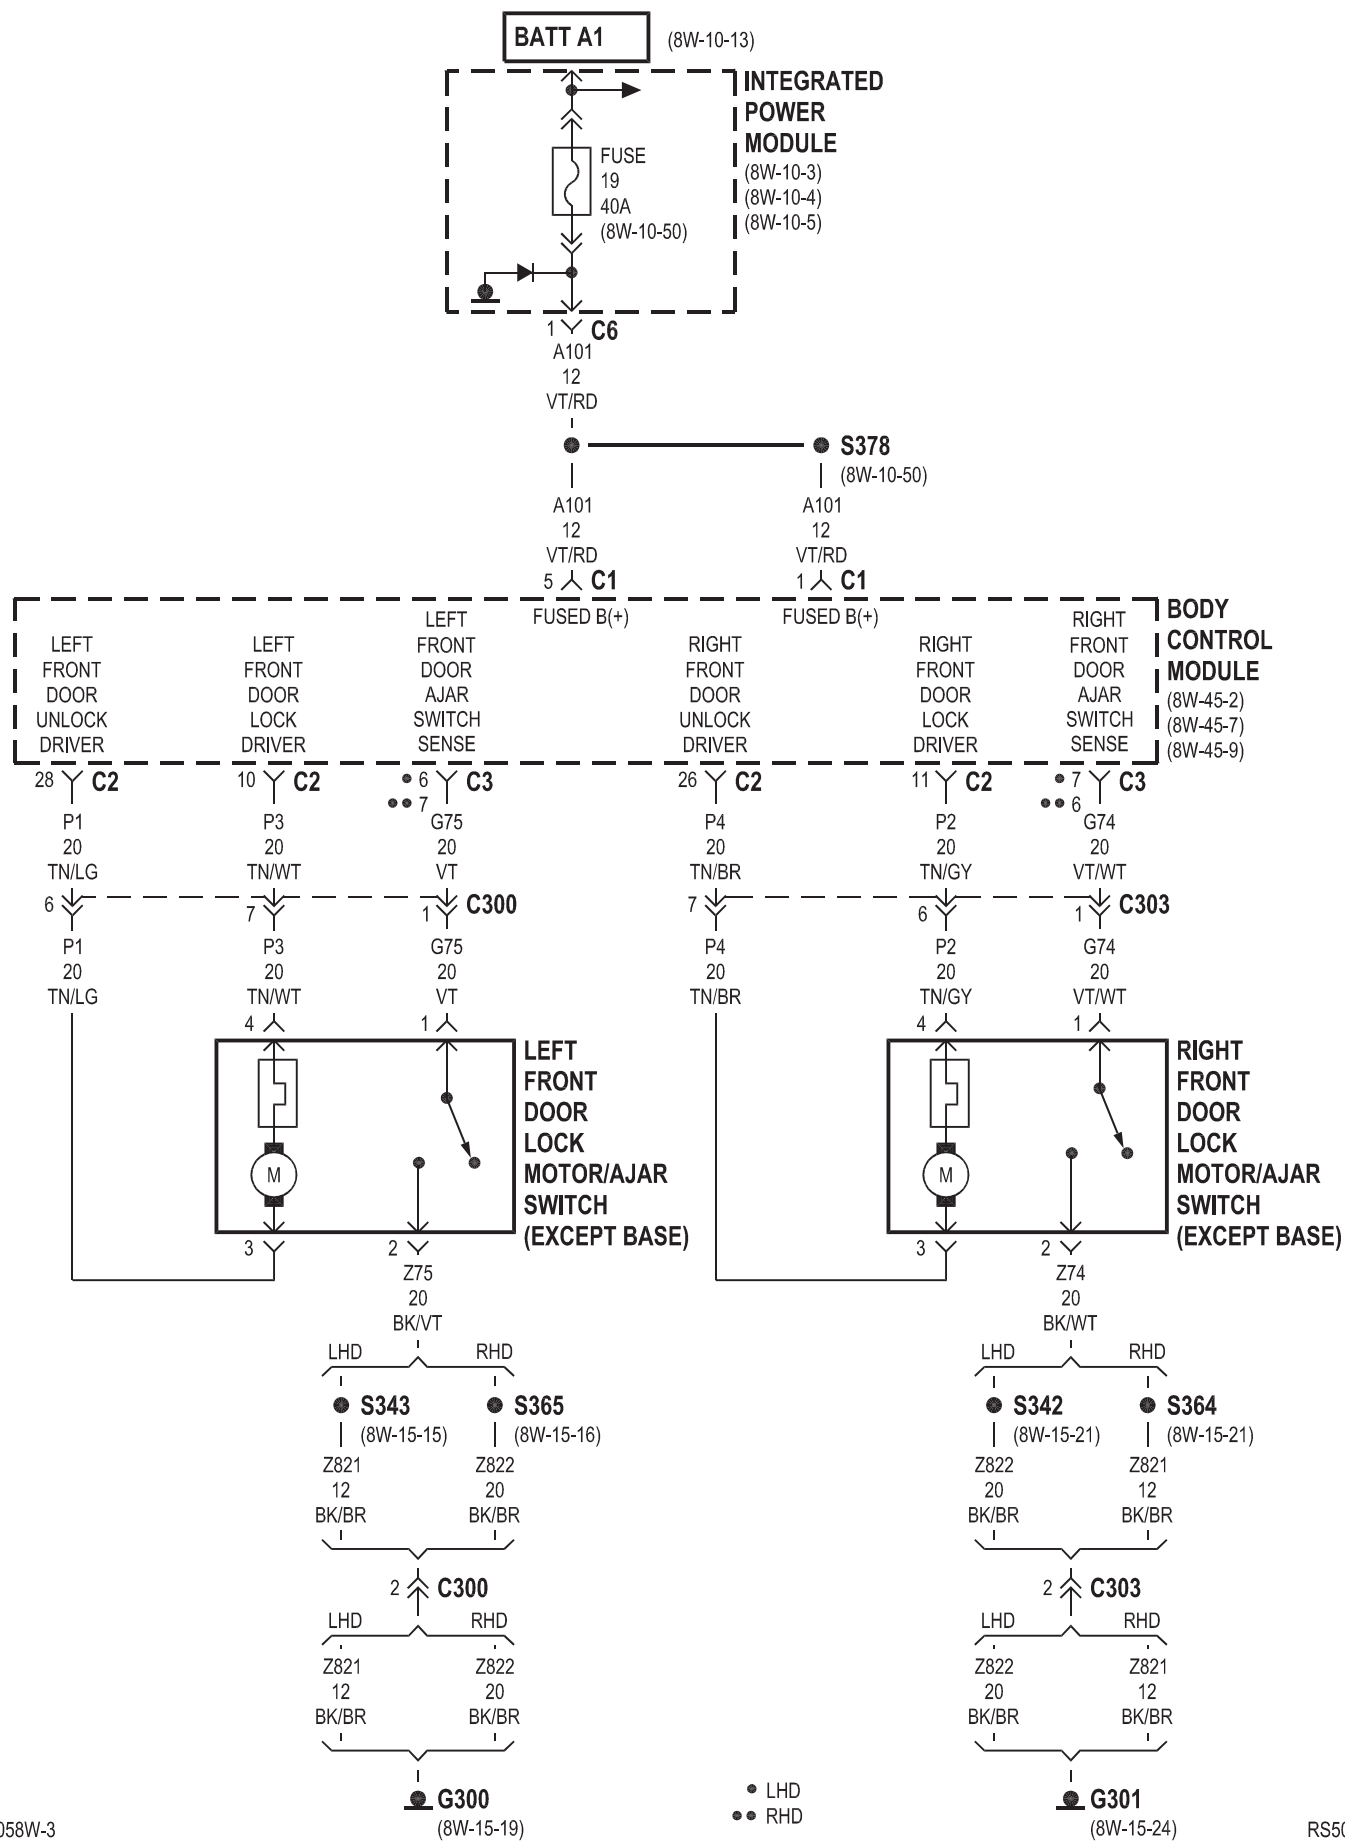 BATT A1 (8W-10-13)
INTEGRATED
POWER
MODULE
(8W-10-3)
(8W-10-4)
(8W-10-5)
FUSE
19
40A
(8W-10-50)
1 C6
A101
12
VT/RD
S378
(8W-10-50)
A101
12
VT/RD
5 C1
A101
12
VT/RD
1 C1
BODY
CONTROL
MODULE
(8W-45-2)
(8W-45-7)
(8W-45-9)
FUSED B(+)
FUSED B(+)
LEFT
FRONT
DOOR
UNLOCK
DRIVER
LEFT
FRONT
DOOR
LOCK
DRIVER
LEFT
FRONT
DOOR
AJAR
SWITCH
SENSE
RIGHT
FRONT
DOOR
UNLOCK
DRIVER
RIGHT
FRONT
DOOR
LOCK
DRIVER
RIGHT
FRONT
DOOR
AJAR
SWITCH
SENSE
28 C2
P1
20
TN/LG
10 C2
P3
20
TN/WT
• 6 C3
•• 7
G75
20
VT
26 C2
P4
20
TN/BR
11 C2
P2
20
TN/GY
• 7 C3
•• 6
G74
20
VT/WT
6 7 1 C300
7 6 1 C303
P1
20
TN/LG
P3
20
TN/WT
G75
20
VT
P4
20
TN/BR
P2
20
TN/GY
G74
20
VT/WT
4 1
4 1
M
LEFT
FRONT
DOOR
LOCK
MOTOR/AJAR
SWITCH
(EXCEPT BASE)
M
RIGHT
FRONT
DOOR
LOCK
MOTOR/AJAR
SWITCH
(EXCEPT BASE)
3 2
3 2
Z75
20
BK/VT
Z74
20
BK/WT
LHD RHD
LHD RHD
S343
(8W-15-15)
S365
(8W-15-16)
S342
(8W-15-21)
S364
(8W-15-21)
Z821
12
BK/BR
Z822
20
BK/BR
Z822
20
BK/BR
Z821
12
BK/BR
2 C300
2 C303
LHD RHD
LHD RHD
Z821
12
BK/BR
Z822
20
BK/BR
Z822
20
BK/BR
Z821
12
BK/BR
G300
(8W-15-19)
• LHD
•• RHD
G301
(8W-15-24)
058W-3
RS50